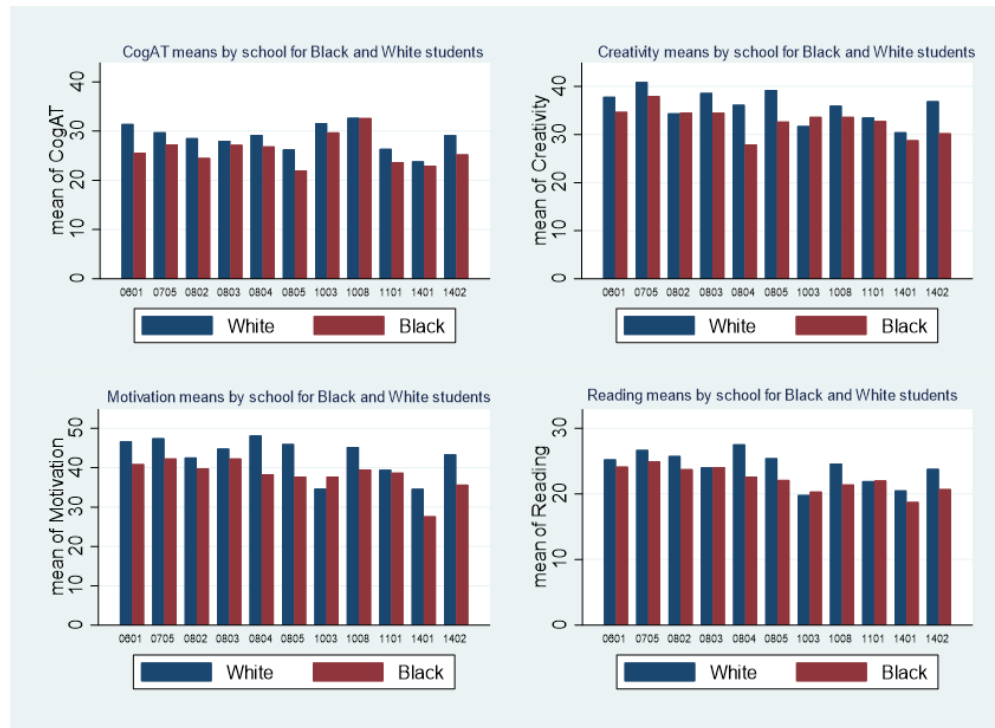 CogAT means by school for Black and White students
mean of CogAT
40
30
20
10
0
0601 0705 0802 0803 0804 0805 1003 1008 1101 1401 1402
White Black
Creativity means by school for Black and White students
mean of Creativity
40
30
20
10
0
0601 0705 0802 0803 0804 0805 1003 1008 1101 1401 1402
White Black
Motivation means by school for Black and White students
mean of Motivation
50
40
30
20
10
0
0601 0705 0802 0803 0804 0805 1003 1008 1101 1401 1402
White Black
Reading means by school for Black and White students
mean of Reading
30
20
10
0
0601 0705 0802 0803 0804 0805 1003 1008 1101 1401 1402
White Black